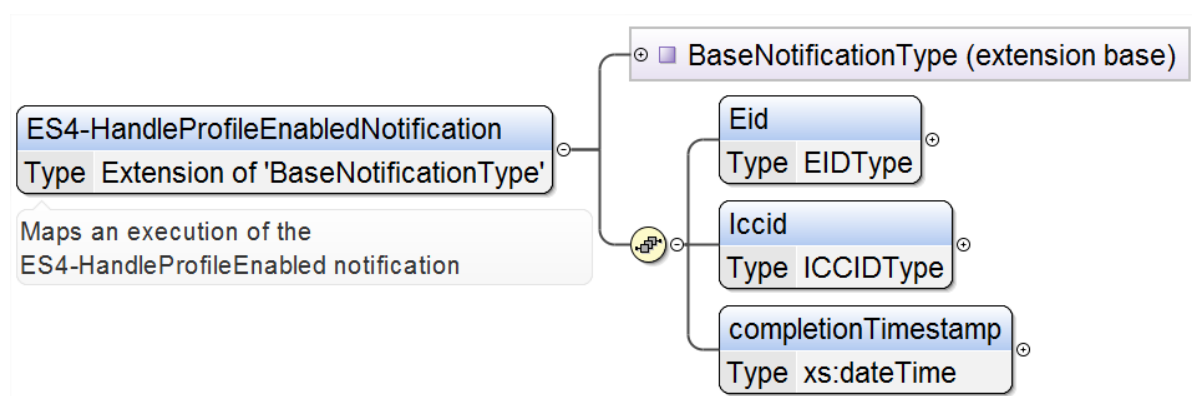 BaseNotificationType (extension base)
ES4-HandleProfileEnabledNotification
Type Extension of 'BaseNotificationType'
Maps an execution of the
ES4-HandleProfileEnabled notification
Eid
Type EIDType
Iccid
Type ICCIDType
completionTimestamp
Type xs:dateTime